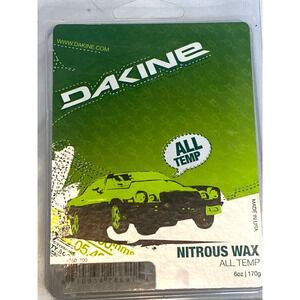 WWW.DAKINE.COM
DAKINE
ALL
TEMP
MADE IN USA
NITROUS WAX
ALL TEMP
6oz | 170g